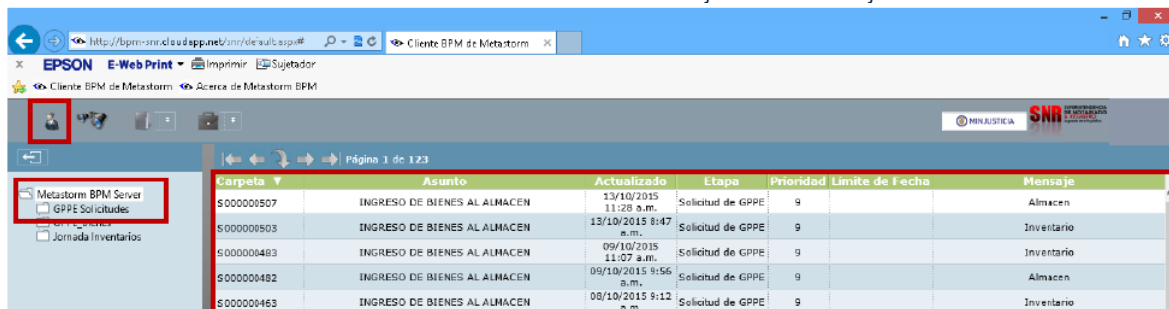 http://bpm-snr.cloudapp.net/snr/default.aspx#
Cliente BPM de Metastorm
EPSON E-Web Print Imprimir Sujetador
Cliente BPM de Metastorm Acerca de Metastorm BPM
MINJUSTICIA SNR SUPERINTENDENCIA DE NOTARIADO & REGISTRO
Página 1 de 123
Metastorm BPM Server
GPPE Solicitudes
Jornada Inventarios
Carpeta ▼ Asunto Actualizado Etapa Prioridad Límite de Fecha Mensaje
S000000507 INGRESO DE BIENES AL ALMACEN 13/10/2015 11:28 a.m. Solicitud de GPPE 9 Almacen
S000000503 INGRESO DE BIENES AL ALMACEN 13/10/2015 8:47 a.m. Solicitud de GPPE 9 Inventario
S000000483 INGRESO DE BIENES AL ALMACEN 09/10/2015 11:07 a.m. Solicitud de GPPE 9 Inventario
S000000482 INGRESO DE BIENES AL ALMACEN 09/10/2015 9:56 a.m. Solicitud de GPPE 9 Almacen
S000000463 INGRESO DE BIENES AL ALMACEN 08/10/2015 9:12 a.m. Solicitud de GPPE 9 Inventario